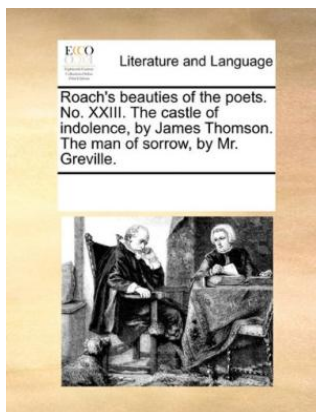 ECCO
Literature and Language
Roach's beauties of the poets.
No. XXIII. The castle of
indolence, by James Thomson.
The man of sorrow, by Mr.
Greville.